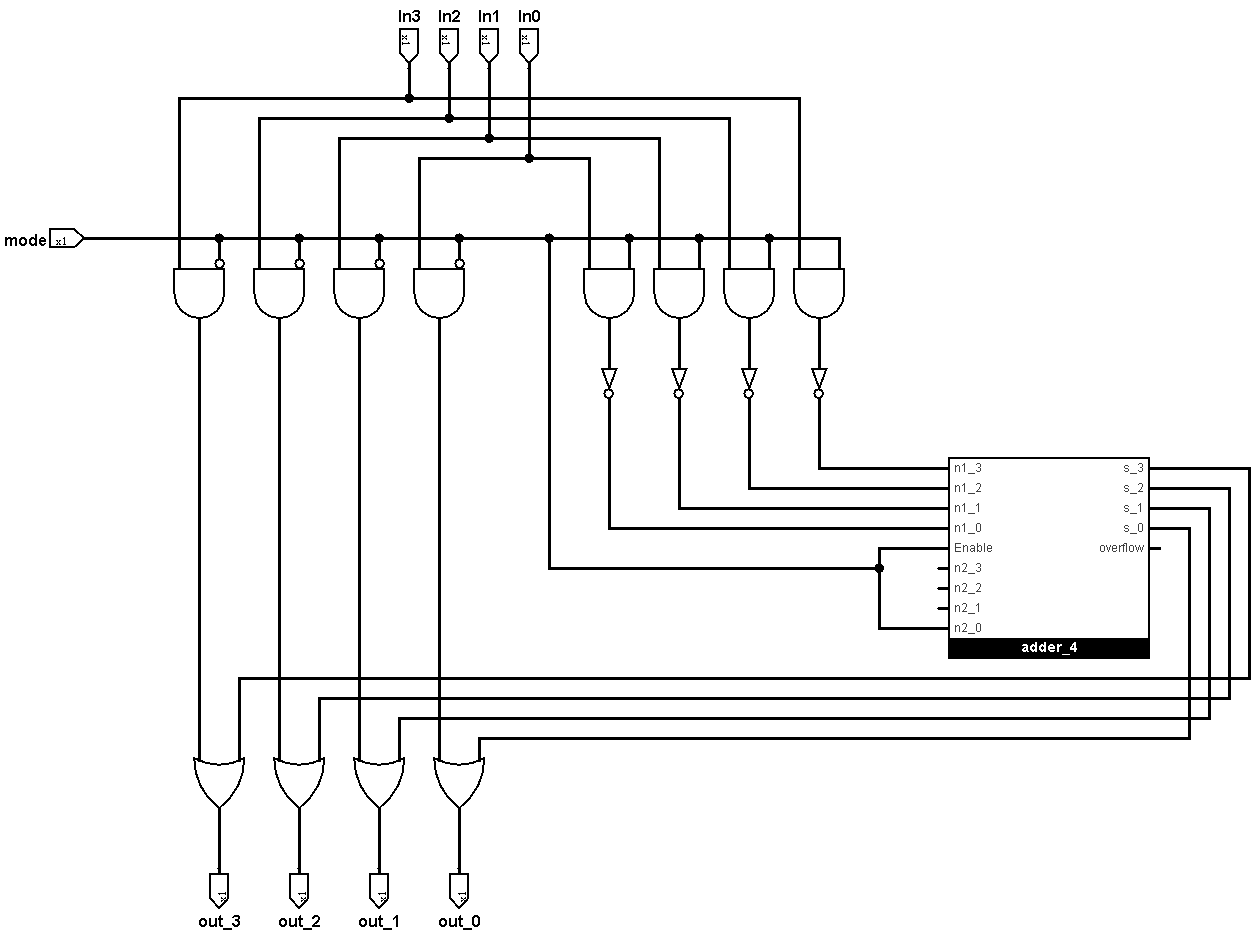 In3 In2 In1 In0
x1 x1 x1 x1
mode x1
n1_3 s_3
n1_2 s_2
n1_1 s_1
n1_0 s_0
Enable overflow
n2_3
n2_2
n2_1
n2_0
adder_4
x1 x1 x1 x1
out_3 out_2 out_1 out_0